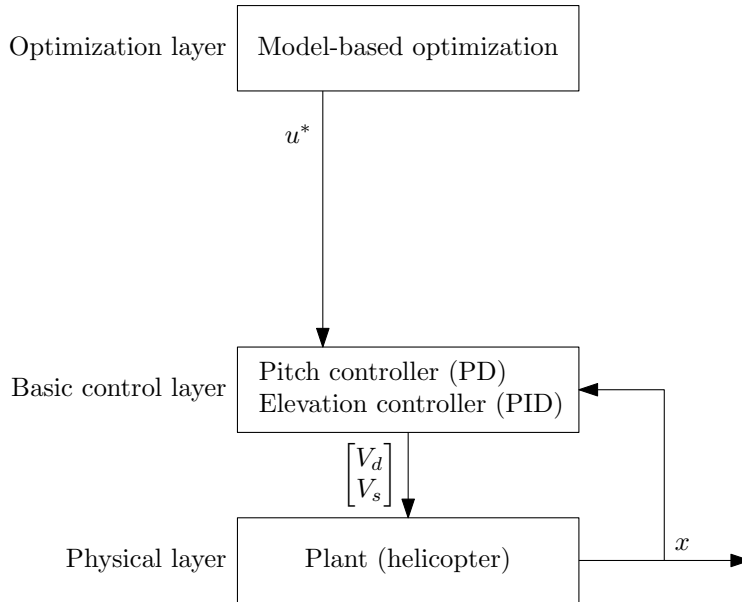 Optimization layer
Model-based optimization
u*
Basic control layer
Pitch controller (PD)
Elevation controller (PID)
[V_d
V_s]
Physical layer
Plant (helicopter)
x